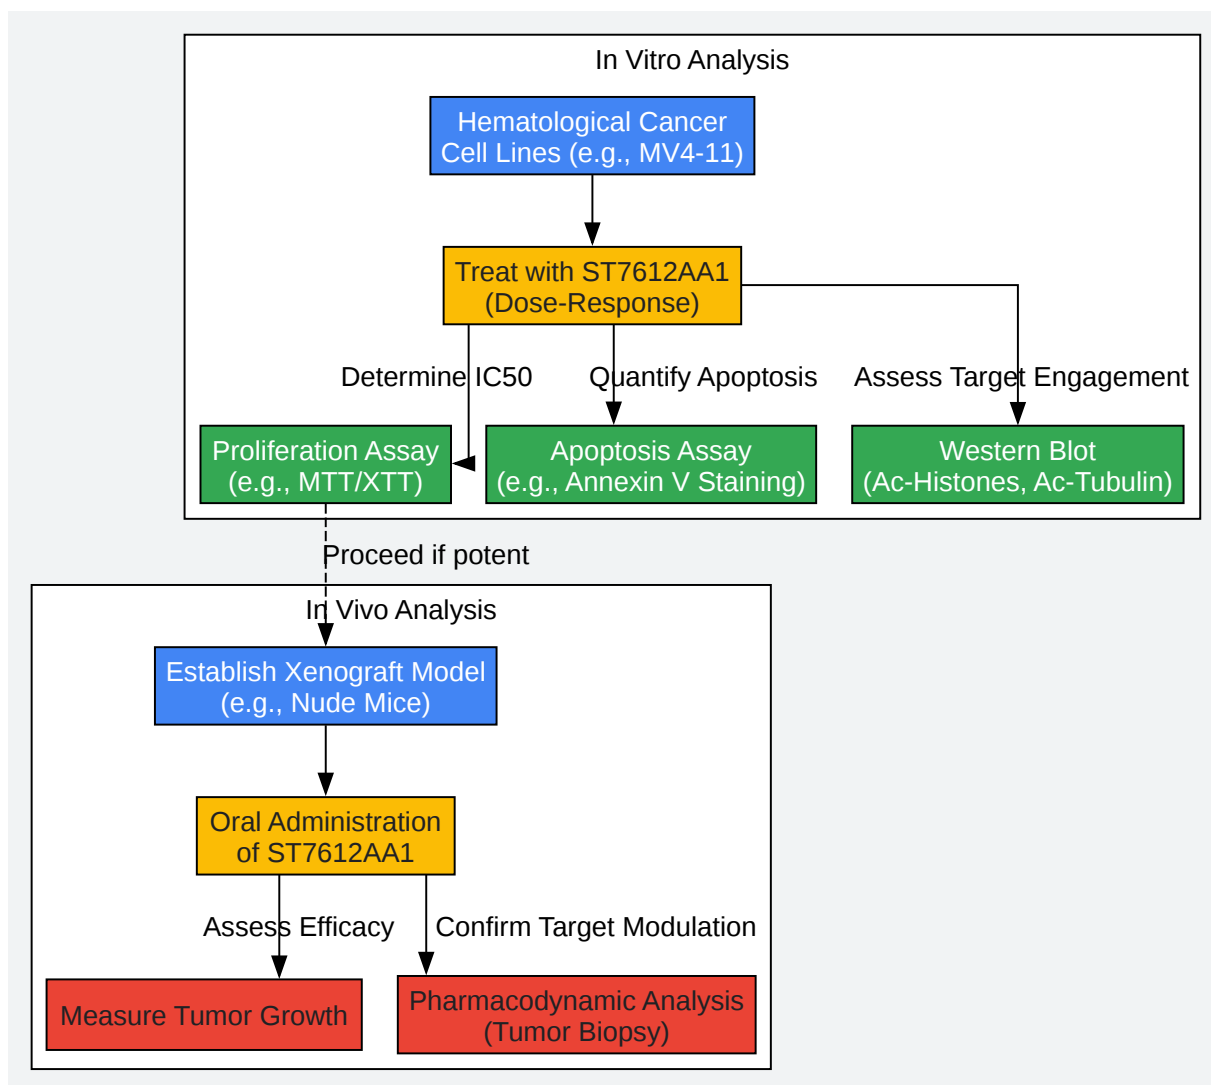 In Vitro Analysis
Hematological Cancer
Cell Lines (e.g., MV4-11)
Treat with ST7612AA1
(Dose-Response)
Determine IC50
Quantify Apoptosis
Assess Target Engagement
Proliferation Assay
(e.g., MTT/XTT)
Apoptosis Assay
(e.g., Annexin V Staining)
Western Blot
(Ac-Histones, Ac-Tubulin)
Proceed if potent
In Vivo Analysis
Establish Xenograft Model
(e.g., Nude Mice)
Oral Administration
of ST7612AA1
Assess Efficacy
Confirm Target Modulation
Measure Tumor Growth
Pharmacodynamic Analysis
(Tumor Biopsy)